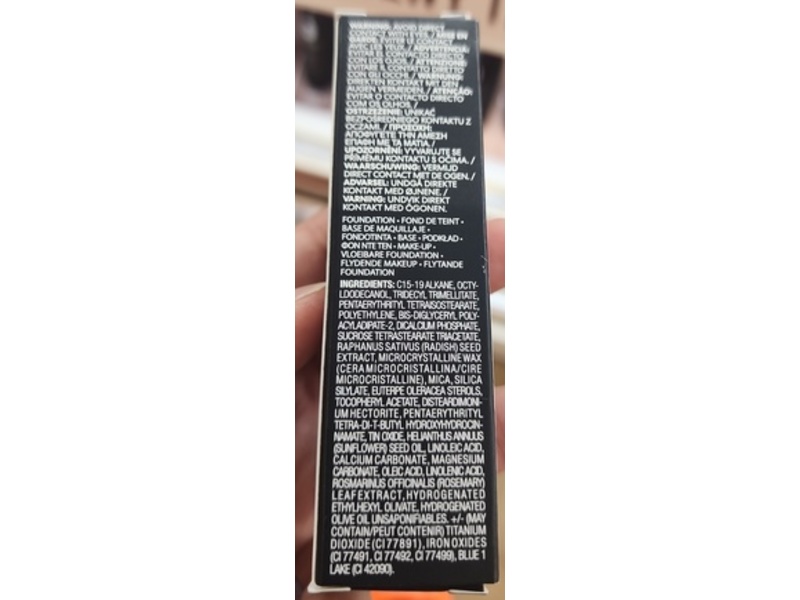 WARNING: AVOID DIRECT
CONTACT WITH EYES. / MISE EN
GARDE: ÉVITER LE CONTACT
AVEC LES YEUX. / ADVERTENCIA:
EVITAR EL CONTACTO DIRECTO
CON LOS OJOS. / ATTENZIONE:
EVITARE IL CONTATTO DIRETTO
CON GLI OCCHI. / WARNUNG:
DIREKTEN KONTAKT MIT DEN
AUGEN VERMEIDEN. / ATENÇÃO:
EVITAR O CONTACTO DIRECTO
COM OS OLHOS. /
OSTRZEŻENIE: UNIKAĆ
BEZPOŚREDNIEGO KONTAKTU Z
OCZAMI. / ΠΡΟΣΟΧΗ:
ΑΠΟΦΥΓΕΤΕ ΤΗΝ ΑΜΕΣΗ
ΕΠΑΦΗ ΜΕ ΤΑ ΜΑΤΙΑ. /
UPOZORNĚNÍ: VYVARUJTE SE
PŘÍMÉMU KONTAKTU S OČIMA. /
WAARSCHUWING: VERMIJD
DIRECT CONTACT MET DE OGEN. /
ADVARSEL: UNDGÅ DIREKTE
KONTAKT MED ØJNENE. /
VARNING: UNDVIK DIREKT
KONTAKT MED ÖGONEN.
FOUNDATION • FOND DE TEINT •
BASE DE MAQUILLAJE •
FONDOTINTA • BASE • PODKŁAD •
ΦΟΝ ΝΤΕ ΤΕΝ • MAKE-UP •
VLOEIBARE FOUNDATION •
FLYDENDE MAKEUP • FLYTANDE
FOUNDATION
INGREDIENTS: C15-19 ALKANE, OCTY-
LDODECANOL, TRIDECYL TRIMELLITATE,
PENTAERYTHRITYL TETRAISOSTEARATE,
POLYETHYLENE, BIS-DIGLYCERYL POLY-
ACYLADIPATE-2, DICALCIUM PHOSPHATE,
SUCROSE TETRASTEARATE TRIACETATE,
RAPHANUS SATIVUS (RADISH) SEED
EXTRACT, MICROCRYSTALLINE WAX
(CERA MICROCRISTALLINA/CIRE
MICROCRISTALLINE), MICA, SILICA
SILYLATE, EUTERPE OLERACEA STEROLS,
TOCOPHERYL ACETATE, DISTEARDIMONI-
UM HECTORITE, PENTAERYTHRITYL
TETRA-DI-T-BUTYL HYDROXYHYDROCIN-
NAMATE, TIN OXIDE, HELIANTHUS ANNUUS
(SUNFLOWER) SEED OIL, LINOLEIC ACID,
CALCIUM CARBONATE, MAGNESIUM
CARBONATE, OLEIC ACID, LINOLENIC ACID,
ROSMARINUS OFFICINALIS (ROSEMARY)
LEAF EXTRACT, HYDROGENATED
ETHYLHEXYL OLIVATE, HYDROGENATED
OLIVE OIL UNSAPONIFIABLES. +/- (MAY
CONTAIN/PEUT CONTENIR) TITANIUM
DIOXIDE (CI 77891), IRON OXIDES
(CI 77491, CI 77492, CI 77499), BLUE 1
LAKE (CI 42090).